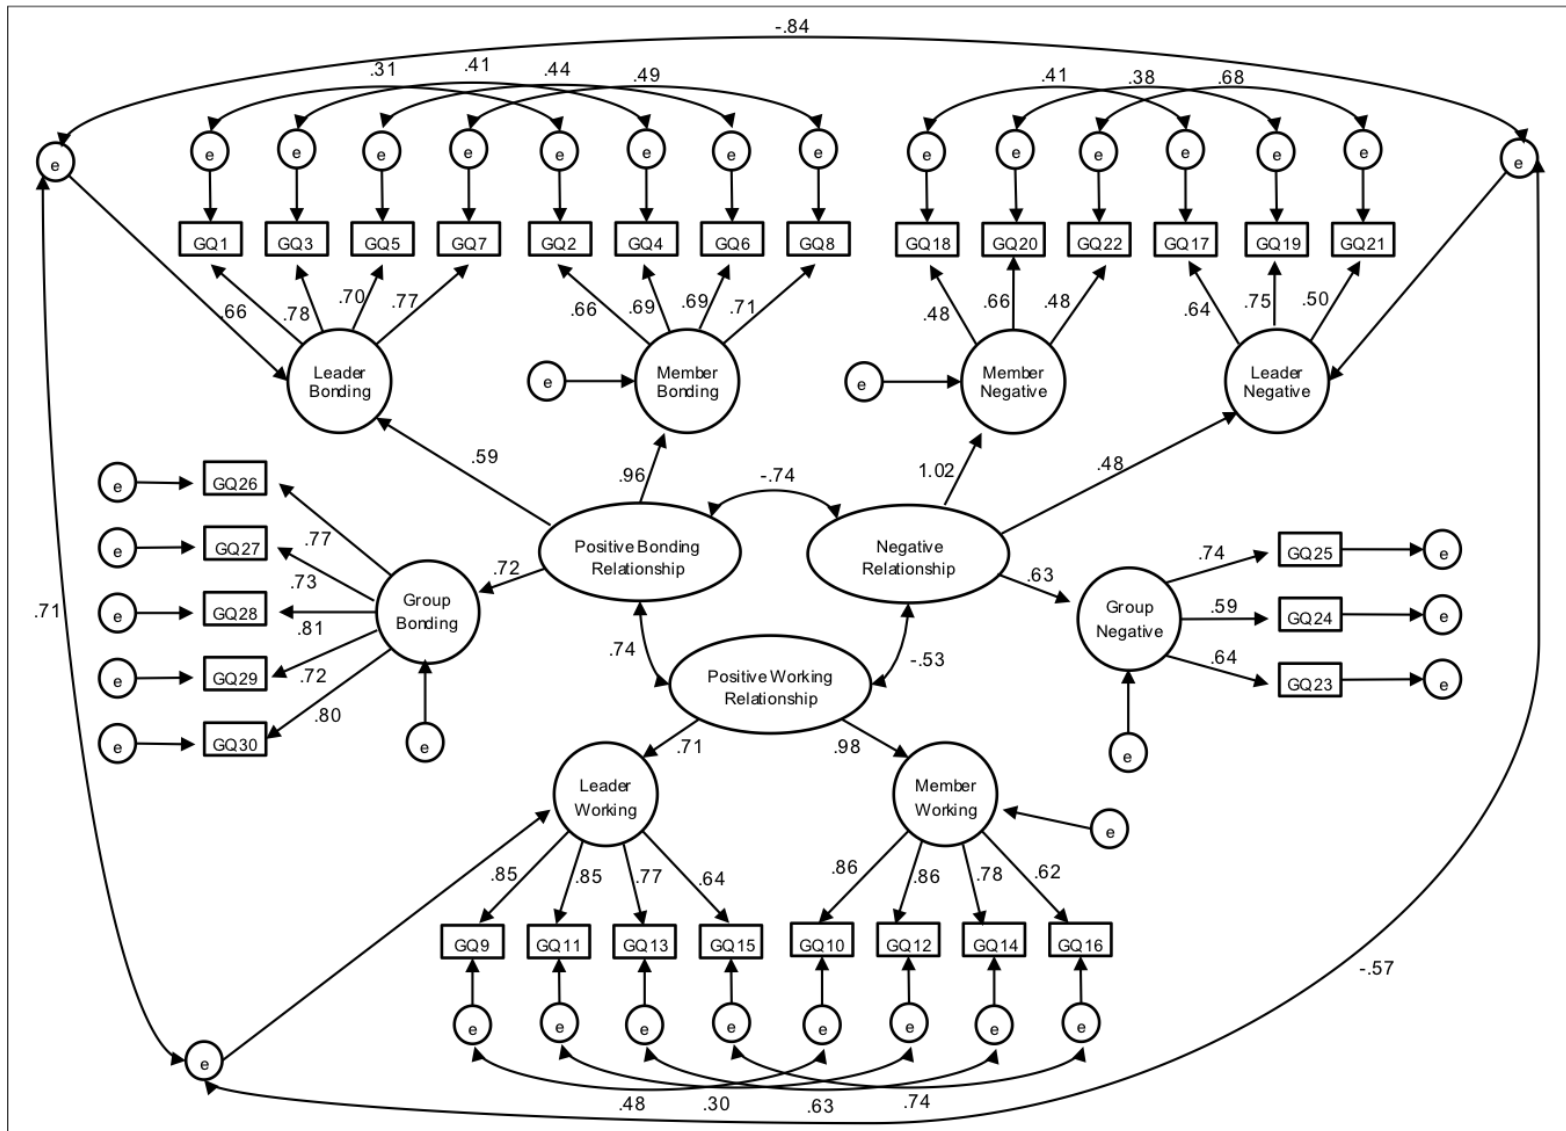 -.84
.31 .41 .44 .49 .41 .38 .68
e e
e e e e e e e e e e e e e e
GQ1 GQ3 GQ5 GQ7 GQ2 GQ4 GQ6 GQ8 GQ18 GQ20 GQ22 GQ17 GQ19 GQ21
.66 .78 .70 .77 .66 .69 .69 .71 .48 .66 .48 .64 .75 .50
Leader
Bonding
e
Member
Bonding
e
Member
Negative
Leader
Negative
.59 .96 -.74 1.02 .48
e GQ26
e GQ27
e GQ28
e GQ29
e GQ30
.77
.73
.81
.72
.80
Group
Bonding
e
.72
Positive Bonding
Relationship
Negative
Relationship
.63
Group
Negative
e
.74
.59
.64
GQ25 e
GQ24 e
GQ23 e
.71
.74
Positive Working
Relationship
-.53
.71 .98
Leader
Working
Member
Working
e
.85 .85 .77 .64 .86 .86 .78 .62
GQ9 GQ11 GQ13 GQ15 GQ10 GQ12 GQ14 GQ16
-.57
e e e e e e e e
e
.48 .30 .63 .74